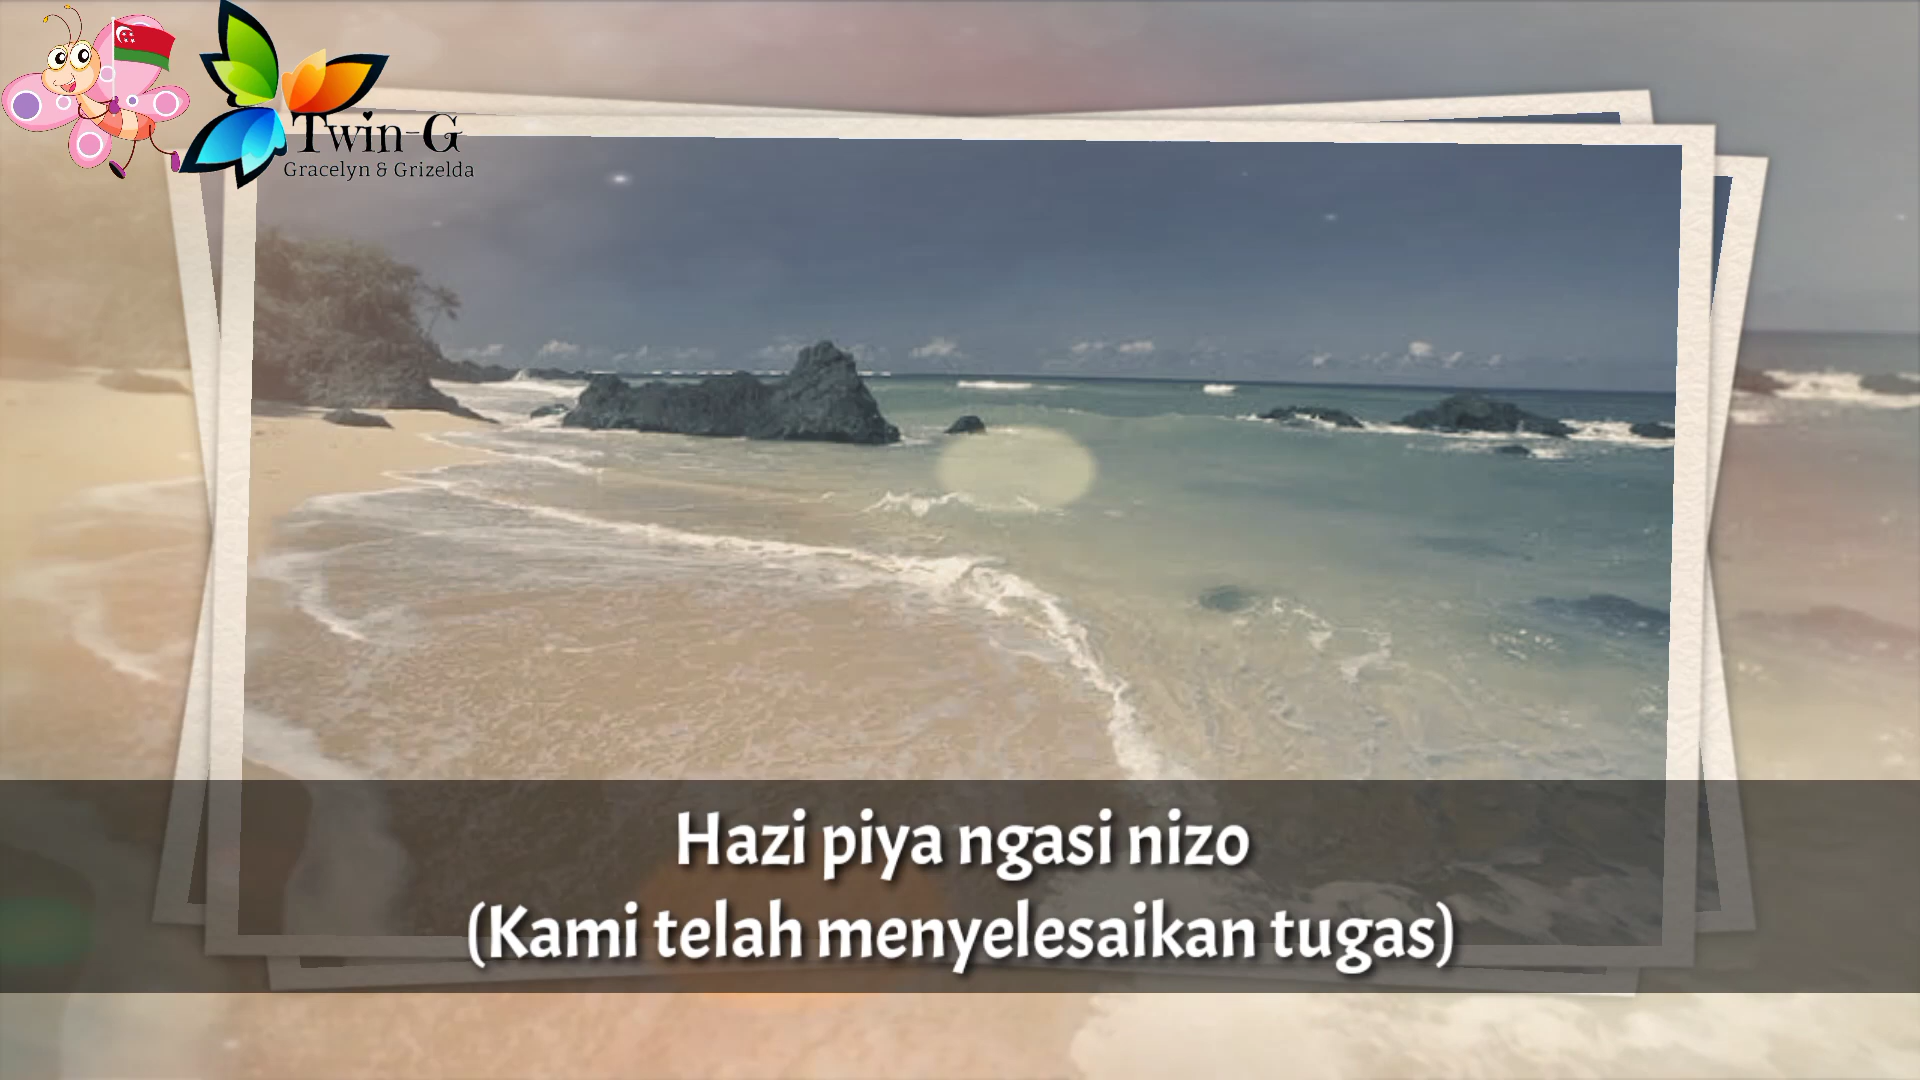 Twin-G
Gracelyn & Grizelda
Hazi piya ngasi nizo
(Kami telah menyelesaikan tugas)